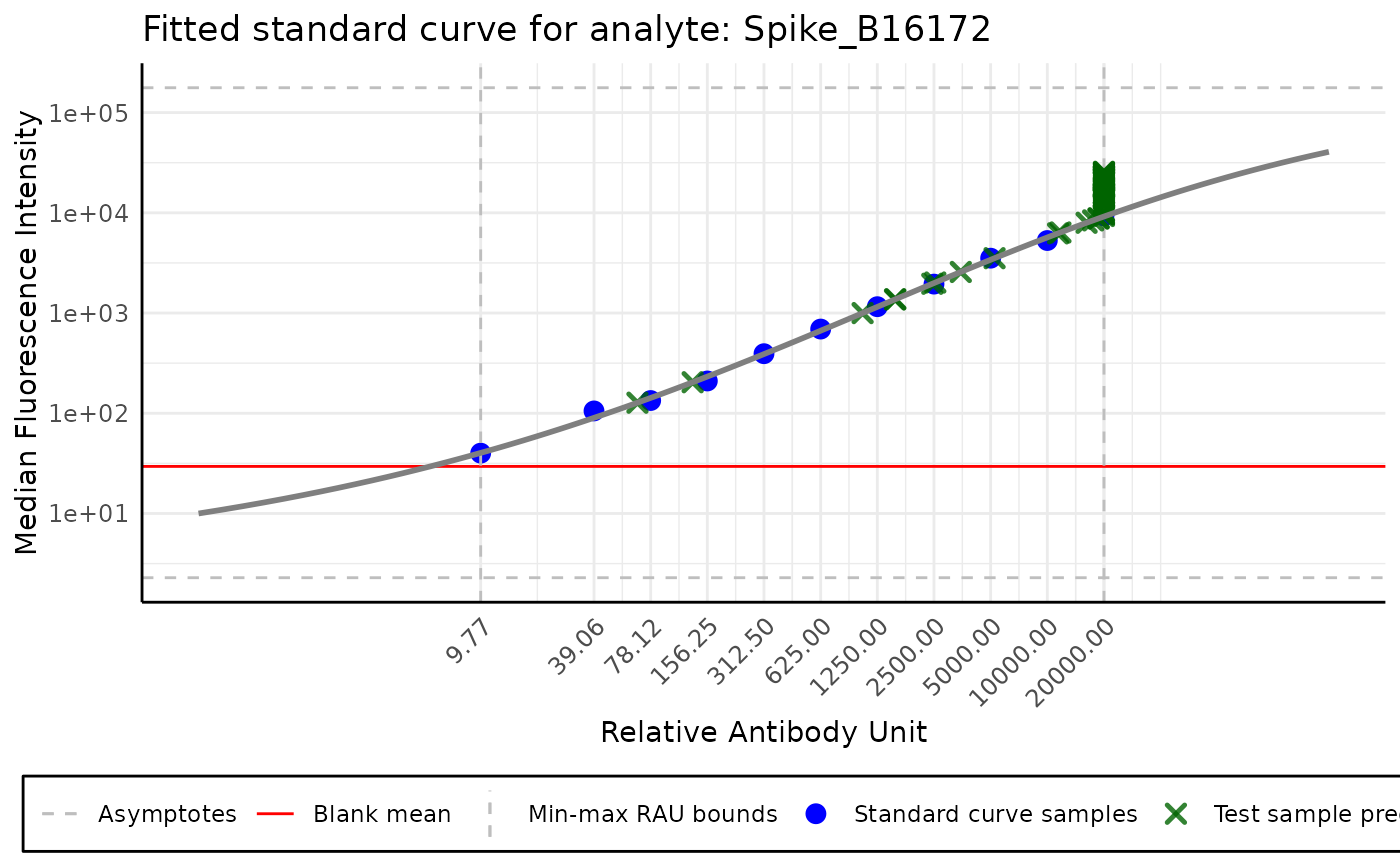 Fitted standard curve for analyte: Spike_B16172
Median Fluorescence Intensity
1e+05
1e+04
1e+03
1e+02
1e+01
9.77
39.06
78.12
156.25
312.50
625.00
1250.00
2500.00
5000.00
10000.00
20000.00
Relative Antibody Unit
Asymptotes
Blank mean
Min-max RAU bounds
Standard curve samples
Test sample pre